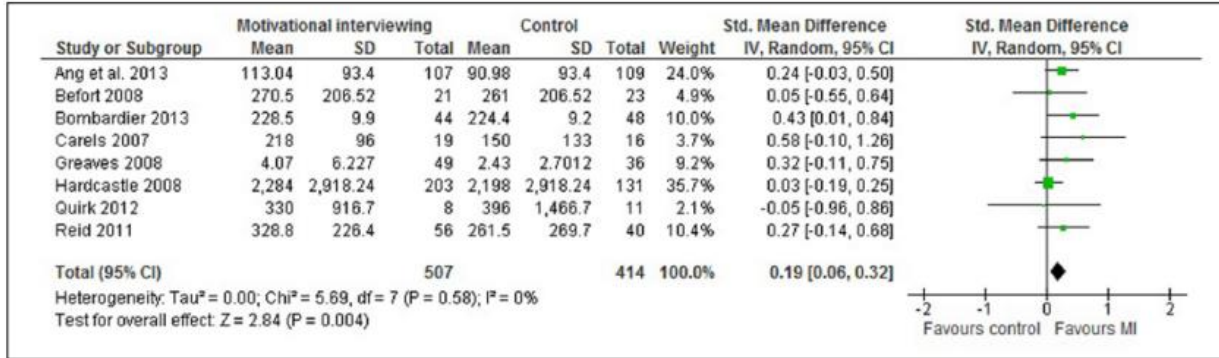 Motivational interviewing Control Std. Mean Difference Std. Mean Difference
Study or Subgroup Mean SD Total Mean SD Total Weight IV, Random, 95% CI IV, Random, 95% CI
Ang et al. 2013 113.04 93.4 107 90.98 93.4 109 24.0% 0.24 [-0.03, 0.50]
Befort 2008 270.5 206.52 21 261 206.52 23 4.9% 0.05 [-0.55, 0.64]
Bombardier 2013 228.5 9.9 44 224.4 9.2 48 10.0% 0.43 [0.01, 0.84]
Carels 2007 218 96 19 150 133 16 3.7% 0.58 [-0.10, 1.26]
Greaves 2008 4.07 6.227 49 2.43 2.7012 36 9.2% 0.32 [-0.11, 0.75]
Hardcastle 2008 2,284 2,918.24 203 2,198 2,918.24 131 35.7% 0.03 [-0.19, 0.25]
Quirk 2012 330 916.7 8 396 1,466.7 11 2.1% -0.05 [-0.96, 0.86]
Reid 2011 328.8 226.4 56 261.5 269.7 40 10.4% 0.27 [-0.14, 0.68]
Total (95% CI) 507 414 100.0% 0.19 [0.06, 0.32]
Heterogeneity: Tau² = 0.00; Chi² = 5.69, df = 7 (P = 0.58); I² = 0%
Test for overall effect: Z = 2.84 (P = 0.004)
-2 -1 0 1 2
Favours control Favours MI